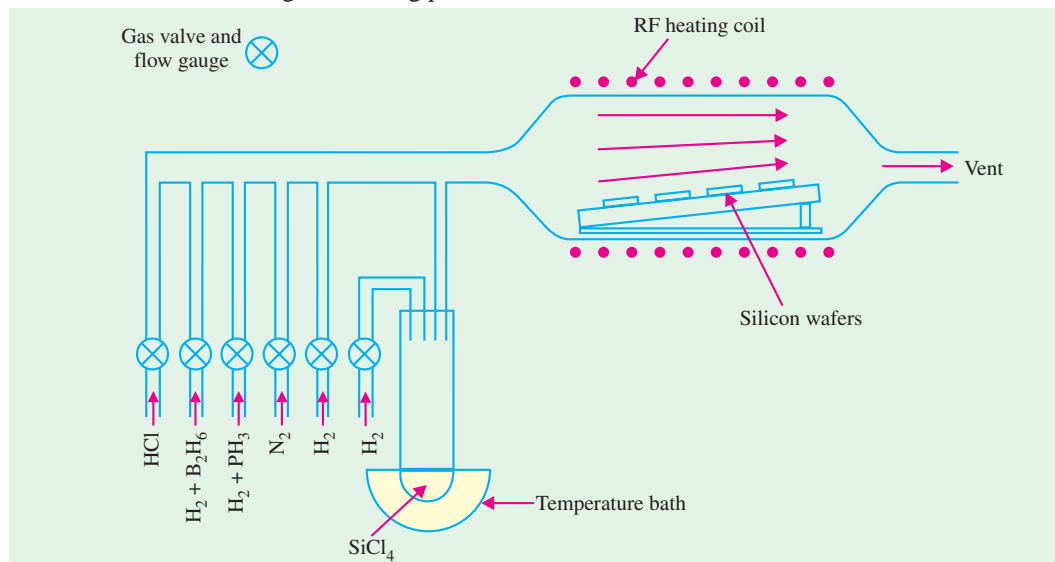 RF heating coil
Gas valve and
flow gauge
Vent
Silicon wafers
HCl
H₂ + B₂H₆
H₂ + PH₃
N₂
H₂
H₂
Temperature bath
SiCl₄